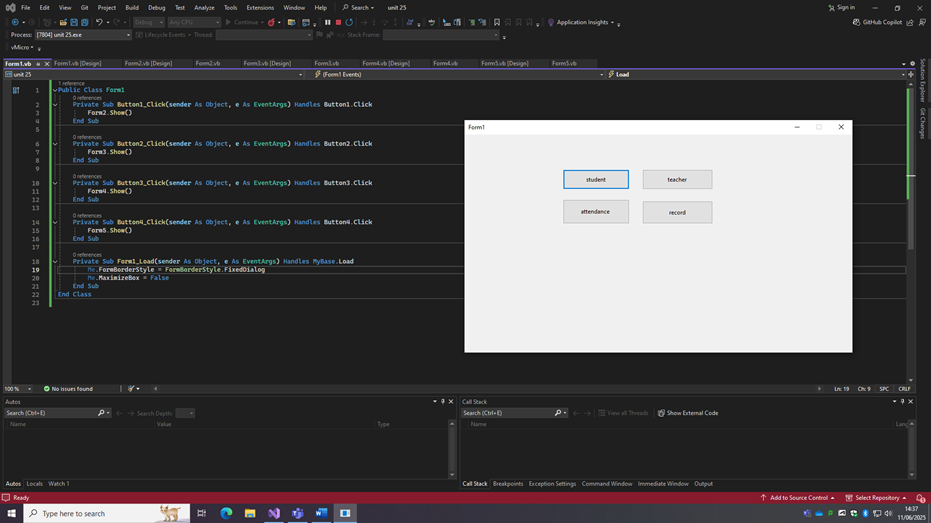 File Edit View Git Project Build Debug Test Analyze Tools Extensions Window Help Search unit 25 Sign in
Debug Any CPU Continue Application Insights GitHub Copilot
Process: [7804] unit 25.exe Lifecycle Events Thread: Stack Frame:
vMicro
Form1.vb Form1.vb [Design] Form2.vb [Design] Form2.vb Form3.vb [Design] Form3.vb Form4.vb [Design] Form4.vb Form5.vb [Design] Form5.vb
unit 25 (Form1 Events) Load
1 reference
1 Public Class Form1
0 references
2 Private Sub Button1_Click(sender As Object, e As EventArgs) Handles Button1.Click
3 Form2.Show()
4 End Sub
5
0 references
6 Private Sub Button2_Click(sender As Object, e As EventArgs) Handles Button2.Click
7 Form3.Show()
8 End Sub
9
0 references
10 Private Sub Button3_Click(sender As Object, e As EventArgs) Handles Button3.Click
11 Form4.Show()
12 End Sub
13
0 references
14 Private Sub Button4_Click(sender As Object, e As EventArgs) Handles Button4.Click
15 Form5.Show()
16 End Sub
17
0 references
18 Private Sub Form1_Load(sender As Object, e As EventArgs) Handles MyBase.Load
19 Me.FormBorderStyle = FormBorderStyle.FixedDialog
20 Me.MaximizeBox = False
21 End Sub
22 End Class
23
Form1
student teacher
attendance record
Solution Explorer
Git Changes
100 % No issues found Ln: 19 Ch: 9 SPC CRLF
Autos
Search (Ctrl+E) Search Depth:
Name Value Type
Autos Locals Watch 1
Call Stack
Search (Ctrl+E) View all Threads Show External Code
Name Lang
Call Stack Breakpoints Exception Settings Command Window Immediate Window Output
Ready Add to Source Control Select Repository
Type here to search
14:37
11/06/2025